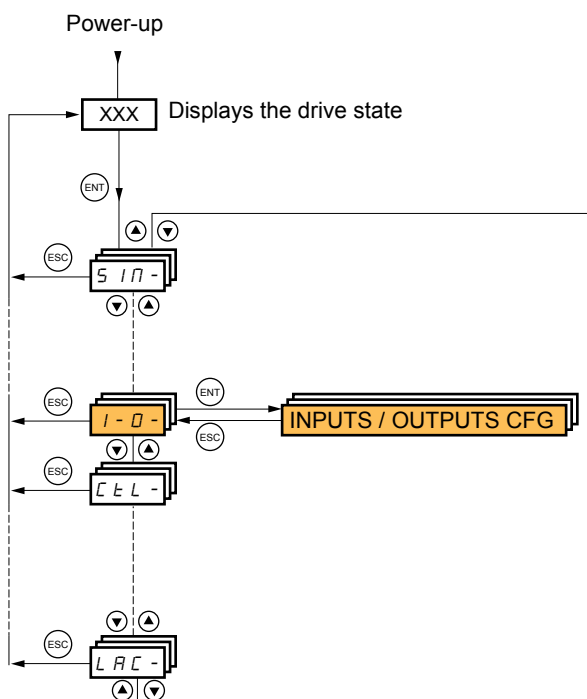 Power-up
XXX Displays the drive state
ENT
ESC
SIM-
ESC
I-O-
ENT
INPUTS / OUTPUTS CFG
ESC
ESC
CtL-
ESC
LAC-